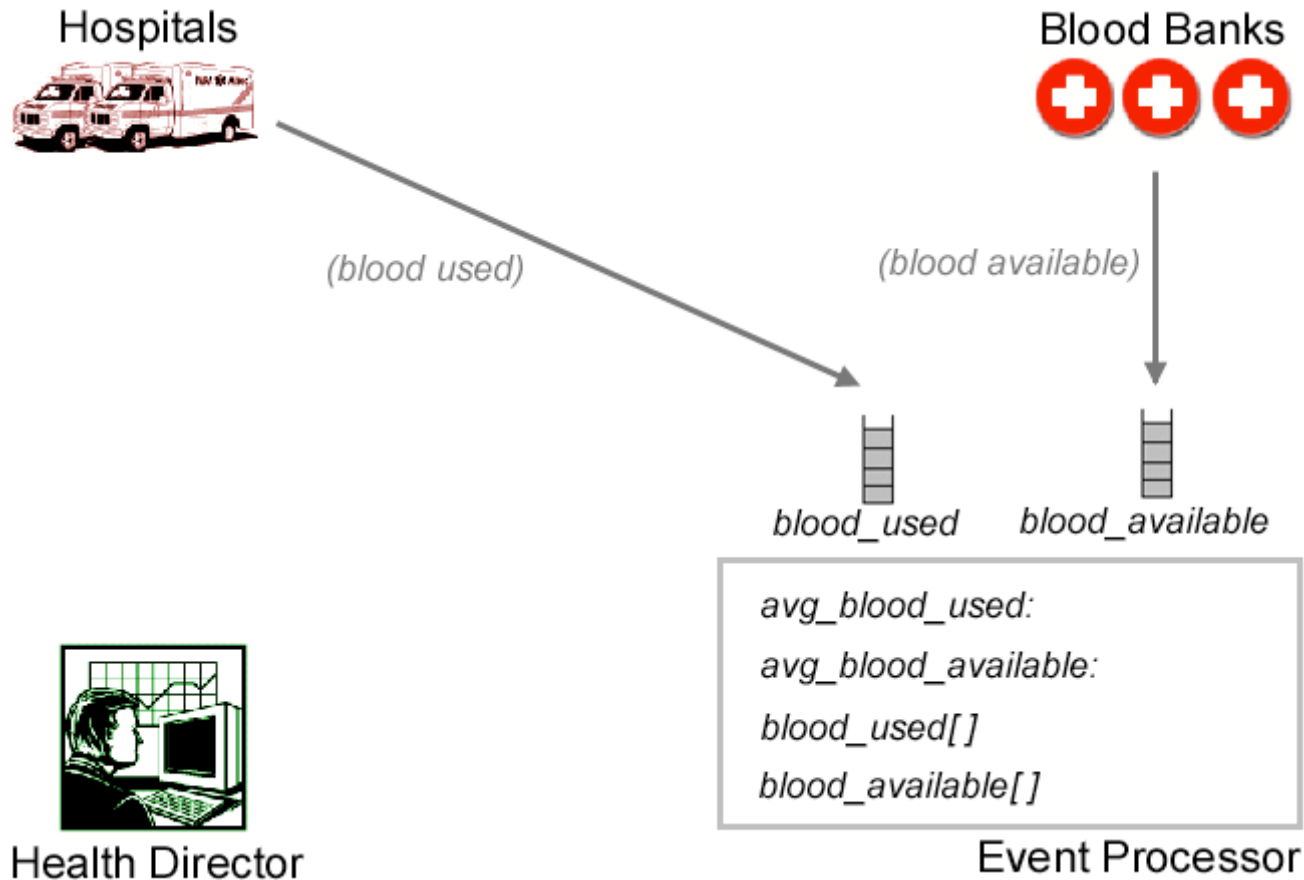 Hospitals
Blood Banks
(blood used)
(blood available)
blood_used
blood_available
avg_blood_used:
avg_blood_available:
blood_used[ ]
blood_available[ ]
Health Director
Event Processor